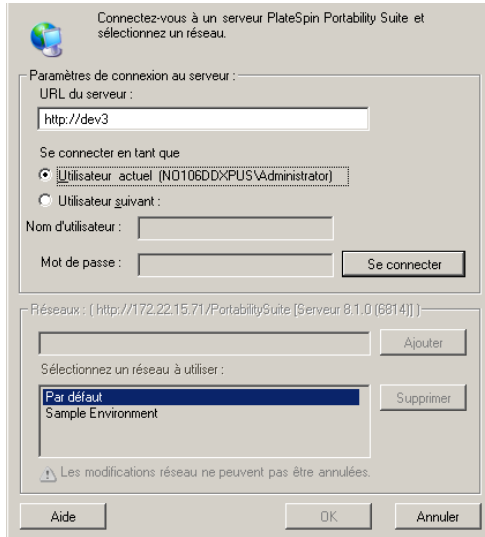 Connectez-vous à un serveur PlateSpin Portability Suite et
sélectionnez un réseau.
Paramètres de connexion au serveur :
URL du serveur :
http://dev3
Se connecter en tant que
Utilisateur actuel (NO106DDXPUS\Administrator)
Utilisateur suivant :
Nom d'utilisateur :
Mot de passe :
Se connecter
Réseaux : ( http://172.22.15.71/PortabilitySuite [Serveur 8.1.0 (6814)] )
Ajouter
Sélectionnez un réseau à utiliser :
Par défaut
Supprimer
Sample Environment
Les modifications réseau ne peuvent pas être annulées.
Aide
OK
Annuler